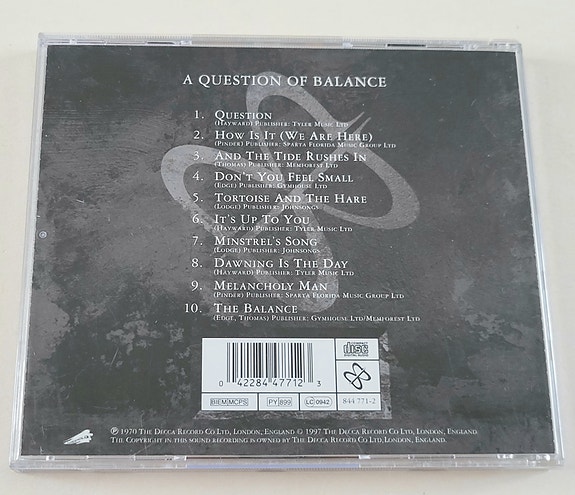 A QUESTION OF BALANCE
1. QUESTION
(HAYWARD) PUBLISHER: TYLER MUSIC LTD
2. HOW IS IT (WE ARE HERE)
(PINDER) PUBLISHER: SPARTA FLORIDA MUSIC GROUP LTD
3. AND THE TIDE RUSHES IN
(THOMAS) PUBLISHER: MEMFOREST LTD
4. DON'T YOU FEEL SMALL
(EDGE) PUBLISHER: GYMHOUSE LTD
5. TORTOISE AND THE HARE
(LODGE) PUBLISHER: JOHNSONGS
6. IT'S UP TO YOU
(HAYWARD) PUBLISHER: TYLER MUSIC LTD
7. MINSTREL'S SONG
(LODGE) PUBLISHER: JOHNSONGS
8. DAWNING IS THE DAY
(HAYWARD) PUBLISHER: TYLER MUSIC LTD
9. MELANCHOLY MAN
(PINDER) PUBLISHER: SPARTA FLORIDA MUSIC GROUP LTD
10. THE BALANCE
(EDGE, THOMAS) PUBLISHER: GYMHOUSE LTD/MEMFOREST LTD
COMPACT
disc
DIGITAL AUDIO
0 42284 47712 3
BIEM/MCPS PY 899 LC 0942 844 771-2
℗ 1970 THE DECCA RECORD CO LTD, LONDON, ENGLAND © 1997 THE DECCA RECORD CO LTD, LONDON, ENGLAND.
THE COPYRIGHT IN THIS SOUND RECORDING IS OWNED BY THE DECCA RECORD CO LTD, LONDON, ENGLAND.